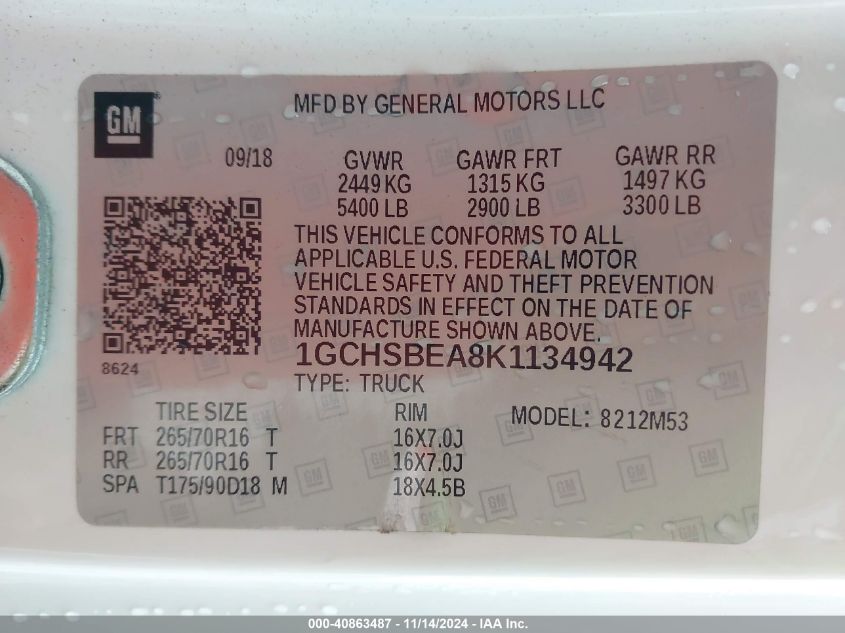 GM
MFD BY GENERAL MOTORS LLC
09/18 GVWR GAWR FRT GAWR RR
2449 KG 1315 KG 1497 KG
5400 LB 2900 LB 3300 LB
THIS VEHICLE CONFORMS TO ALL
APPLICABLE U.S. FEDERAL MOTOR
VEHICLE SAFETY AND THEFT PREVENTION
STANDARDS IN EFFECT ON THE DATE OF
MANUFACTURE SHOWN ABOVE.
8624
1GCHSBEA8K1134942
TYPE: TRUCK
TIRE SIZE RIM MODEL: 8212M53
FRT 265/70R16 T 16X7.0J
RR 265/70R16 T 16X7.0J
SPA T175/90D18 M 18X4.5B
000-40863487 - 11/14/2024 - IAA Inc.